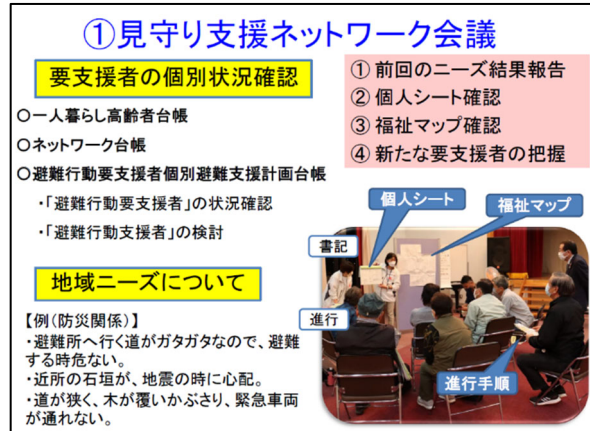 ①見守り支援ネットワーク会議
要支援者の個別状況確認
○一人暮らし高齢者台帳
○ネットワーク台帳
○避難行動要支援者個別避難支援計画台帳
・「避難行動要支援者」の状況確認
・「避難行動支援者」の検討
地域ニーズについて
【例(防災関係)】
・避難所へ行く道がガタガタなので、避難
する時危ない。
・近所の石垣が、地震の時に心配。
・道が狭く、木が覆いかぶさり、緊急車両
が通れない。
① 前回のニーズ結果報告
② 個人シート確認
③ 福祉マップ確認
④ 新たな要支援者の把握
個人シート
福祉マップ
書記
進行
進行手順